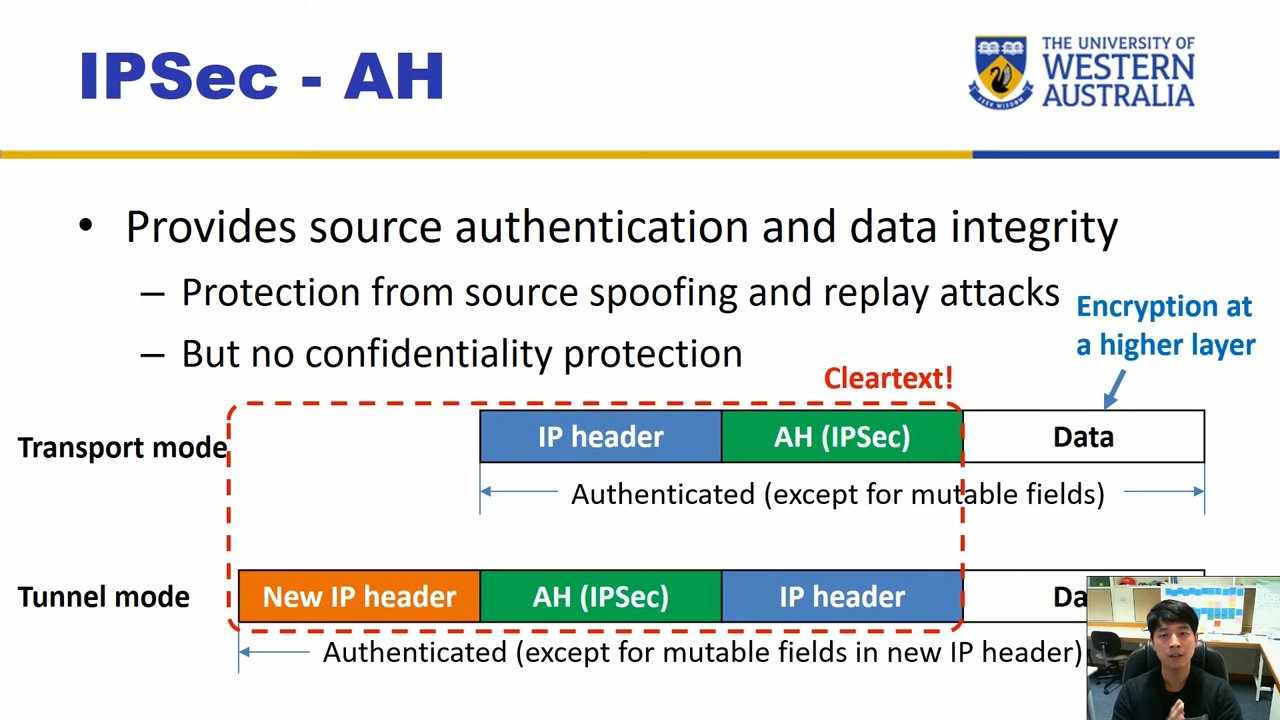 IPSec - AH
THE UNIVERSITY OF
WESTERN
AUSTRALIA
SEEK WISDOM
• Provides source authentication and data integrity
– Protection from source spoofing and replay attacks
– But no confidentiality protection
Encryption at
a higher layer
Cleartext!
Transport mode
IP header
AH (IPSec)
Data
Authenticated (except for mutable fields)
Tunnel mode
New IP header
AH (IPSec)
IP header
Authenticated (except for mutable fields in new IP header)